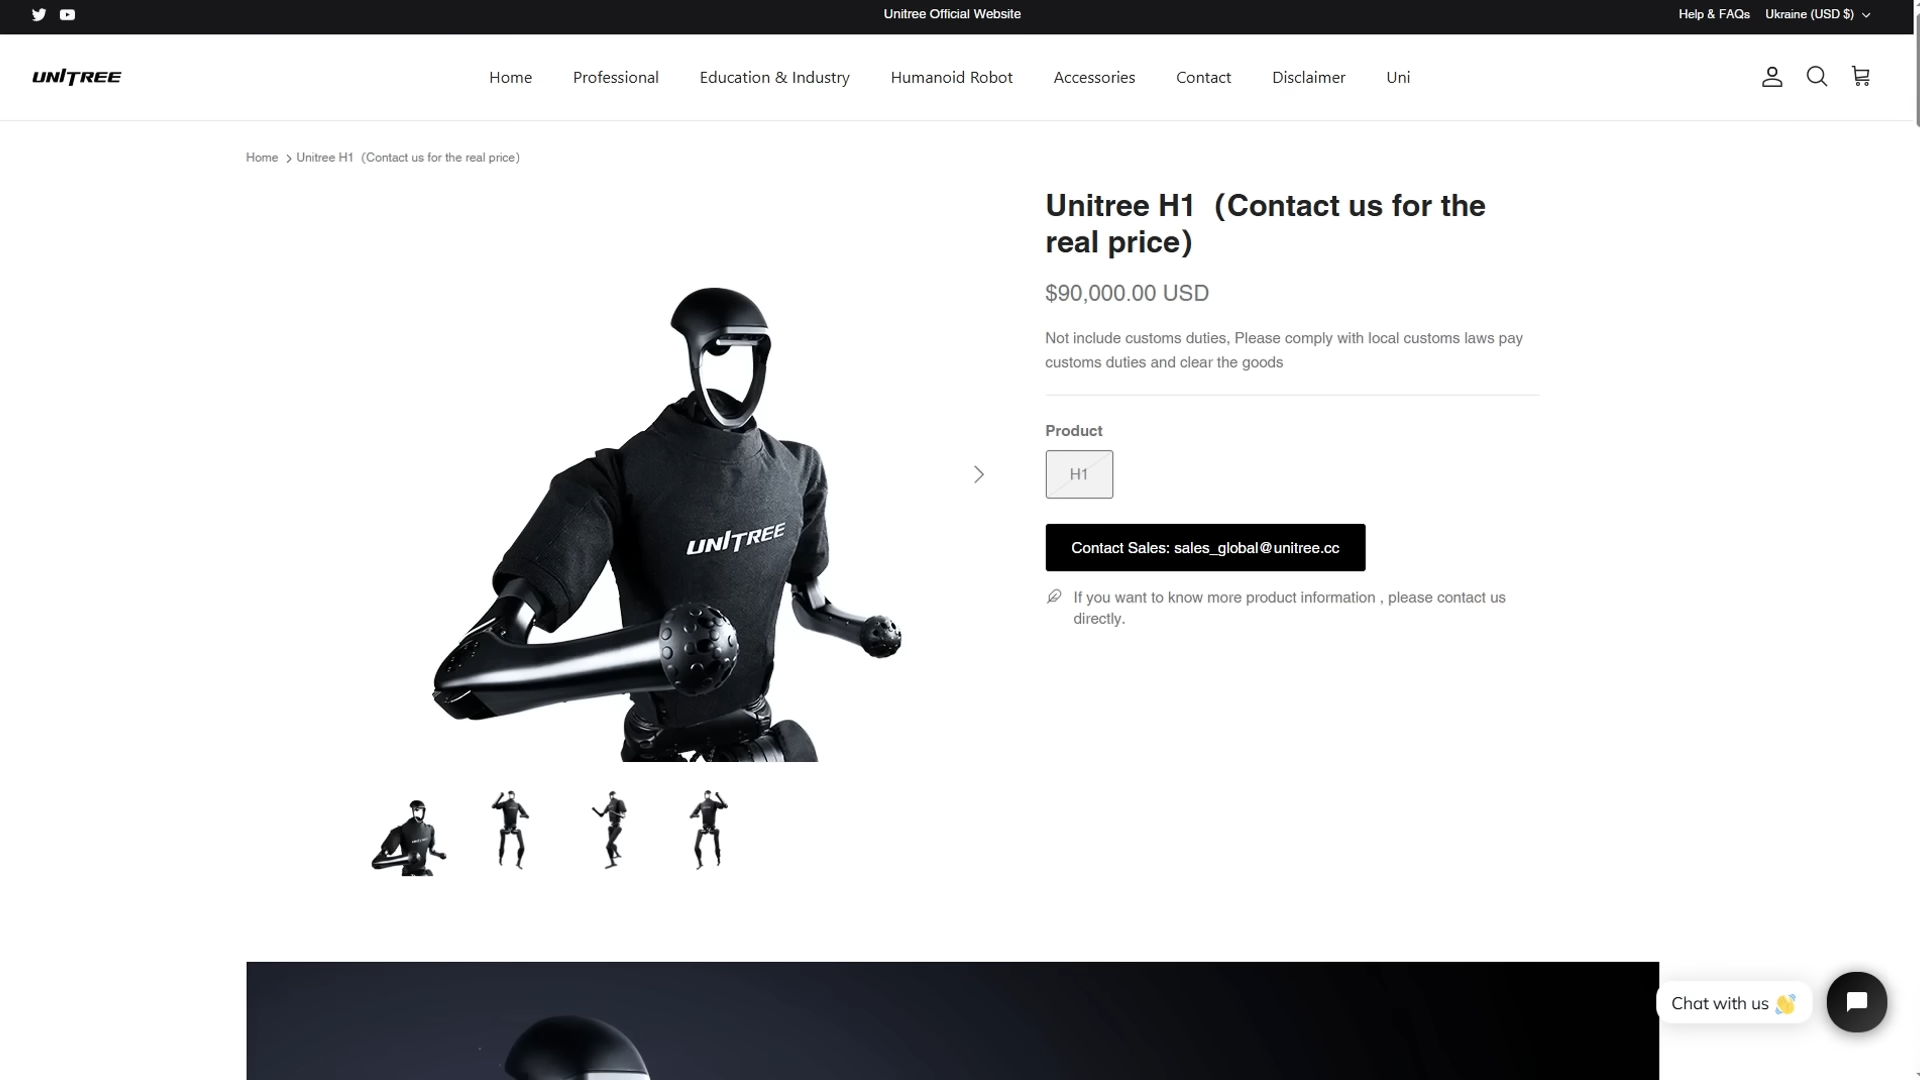 Unitree Official Website
Help & FAQs
Ukraine (USD $)
UNITREE
Home
Professional
Education & Industry
Humanoid Robot
Accessories
Contact
Disclaimer
Uni
Home
Unitree H1（Contact us for the real price）
Unitree H1（Contact us for the
real price）
$90,000.00 USD
Not include customs duties, Please comply with local customs laws pay
customs duties and clear the goods
Product
H1
UNITREE
Contact Sales: sales_global@unitree.cc
If you want to know more product information , please contact us
directly.
Chat with us 👋